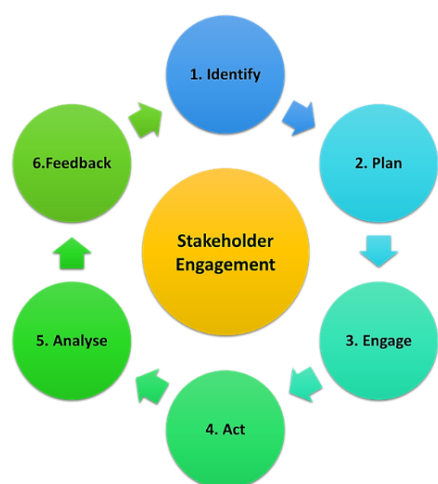 1. Identify
2. Plan
3. Engage
4. Act
5. Analyse
6.Feedback
Stakeholder
Engagement